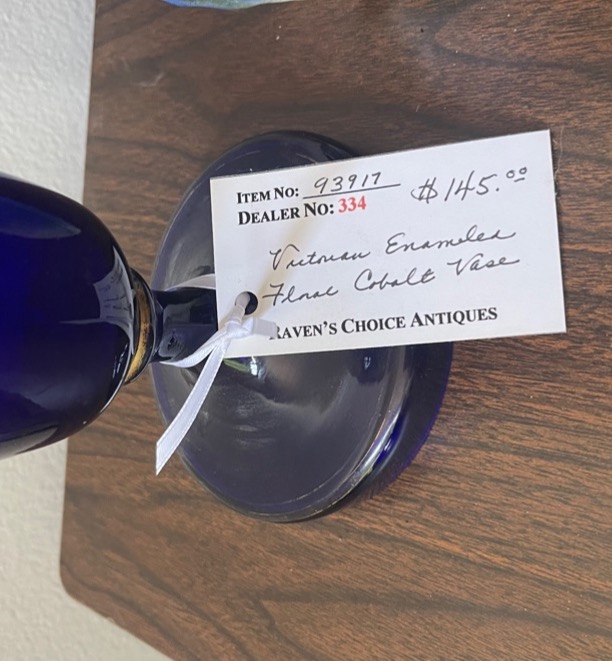 ITEM NO: 93917 $145.00
DEALER NO: 334
Victorian Enameled
Floral Cobalt Vase
RAVEN'S CHOICE ANTIQUES